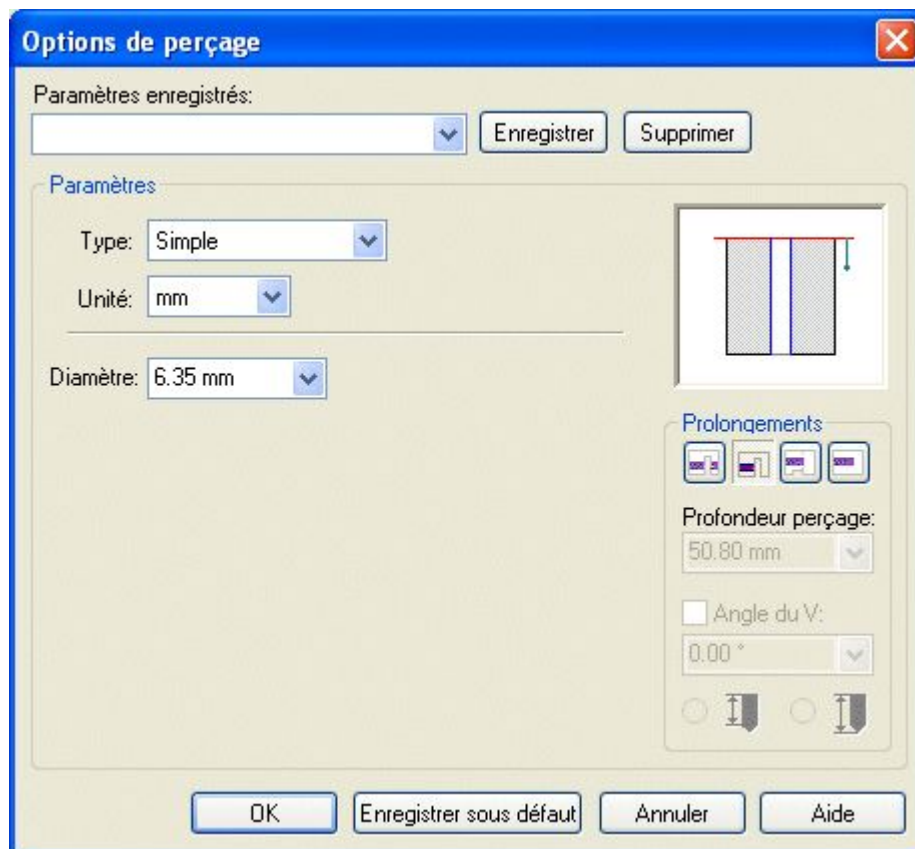 Options de perçage
Paramètres enregistrés:
Enregistrer
Supprimer
Paramètres
Type: Simple
Unité: mm
Diamètre: 6.35 mm
Prolongements
Profondeur perçage:
50.80 mm
Angle du V:
0.00 °
OK
Enregistrer sous défaut
Annuler
Aide